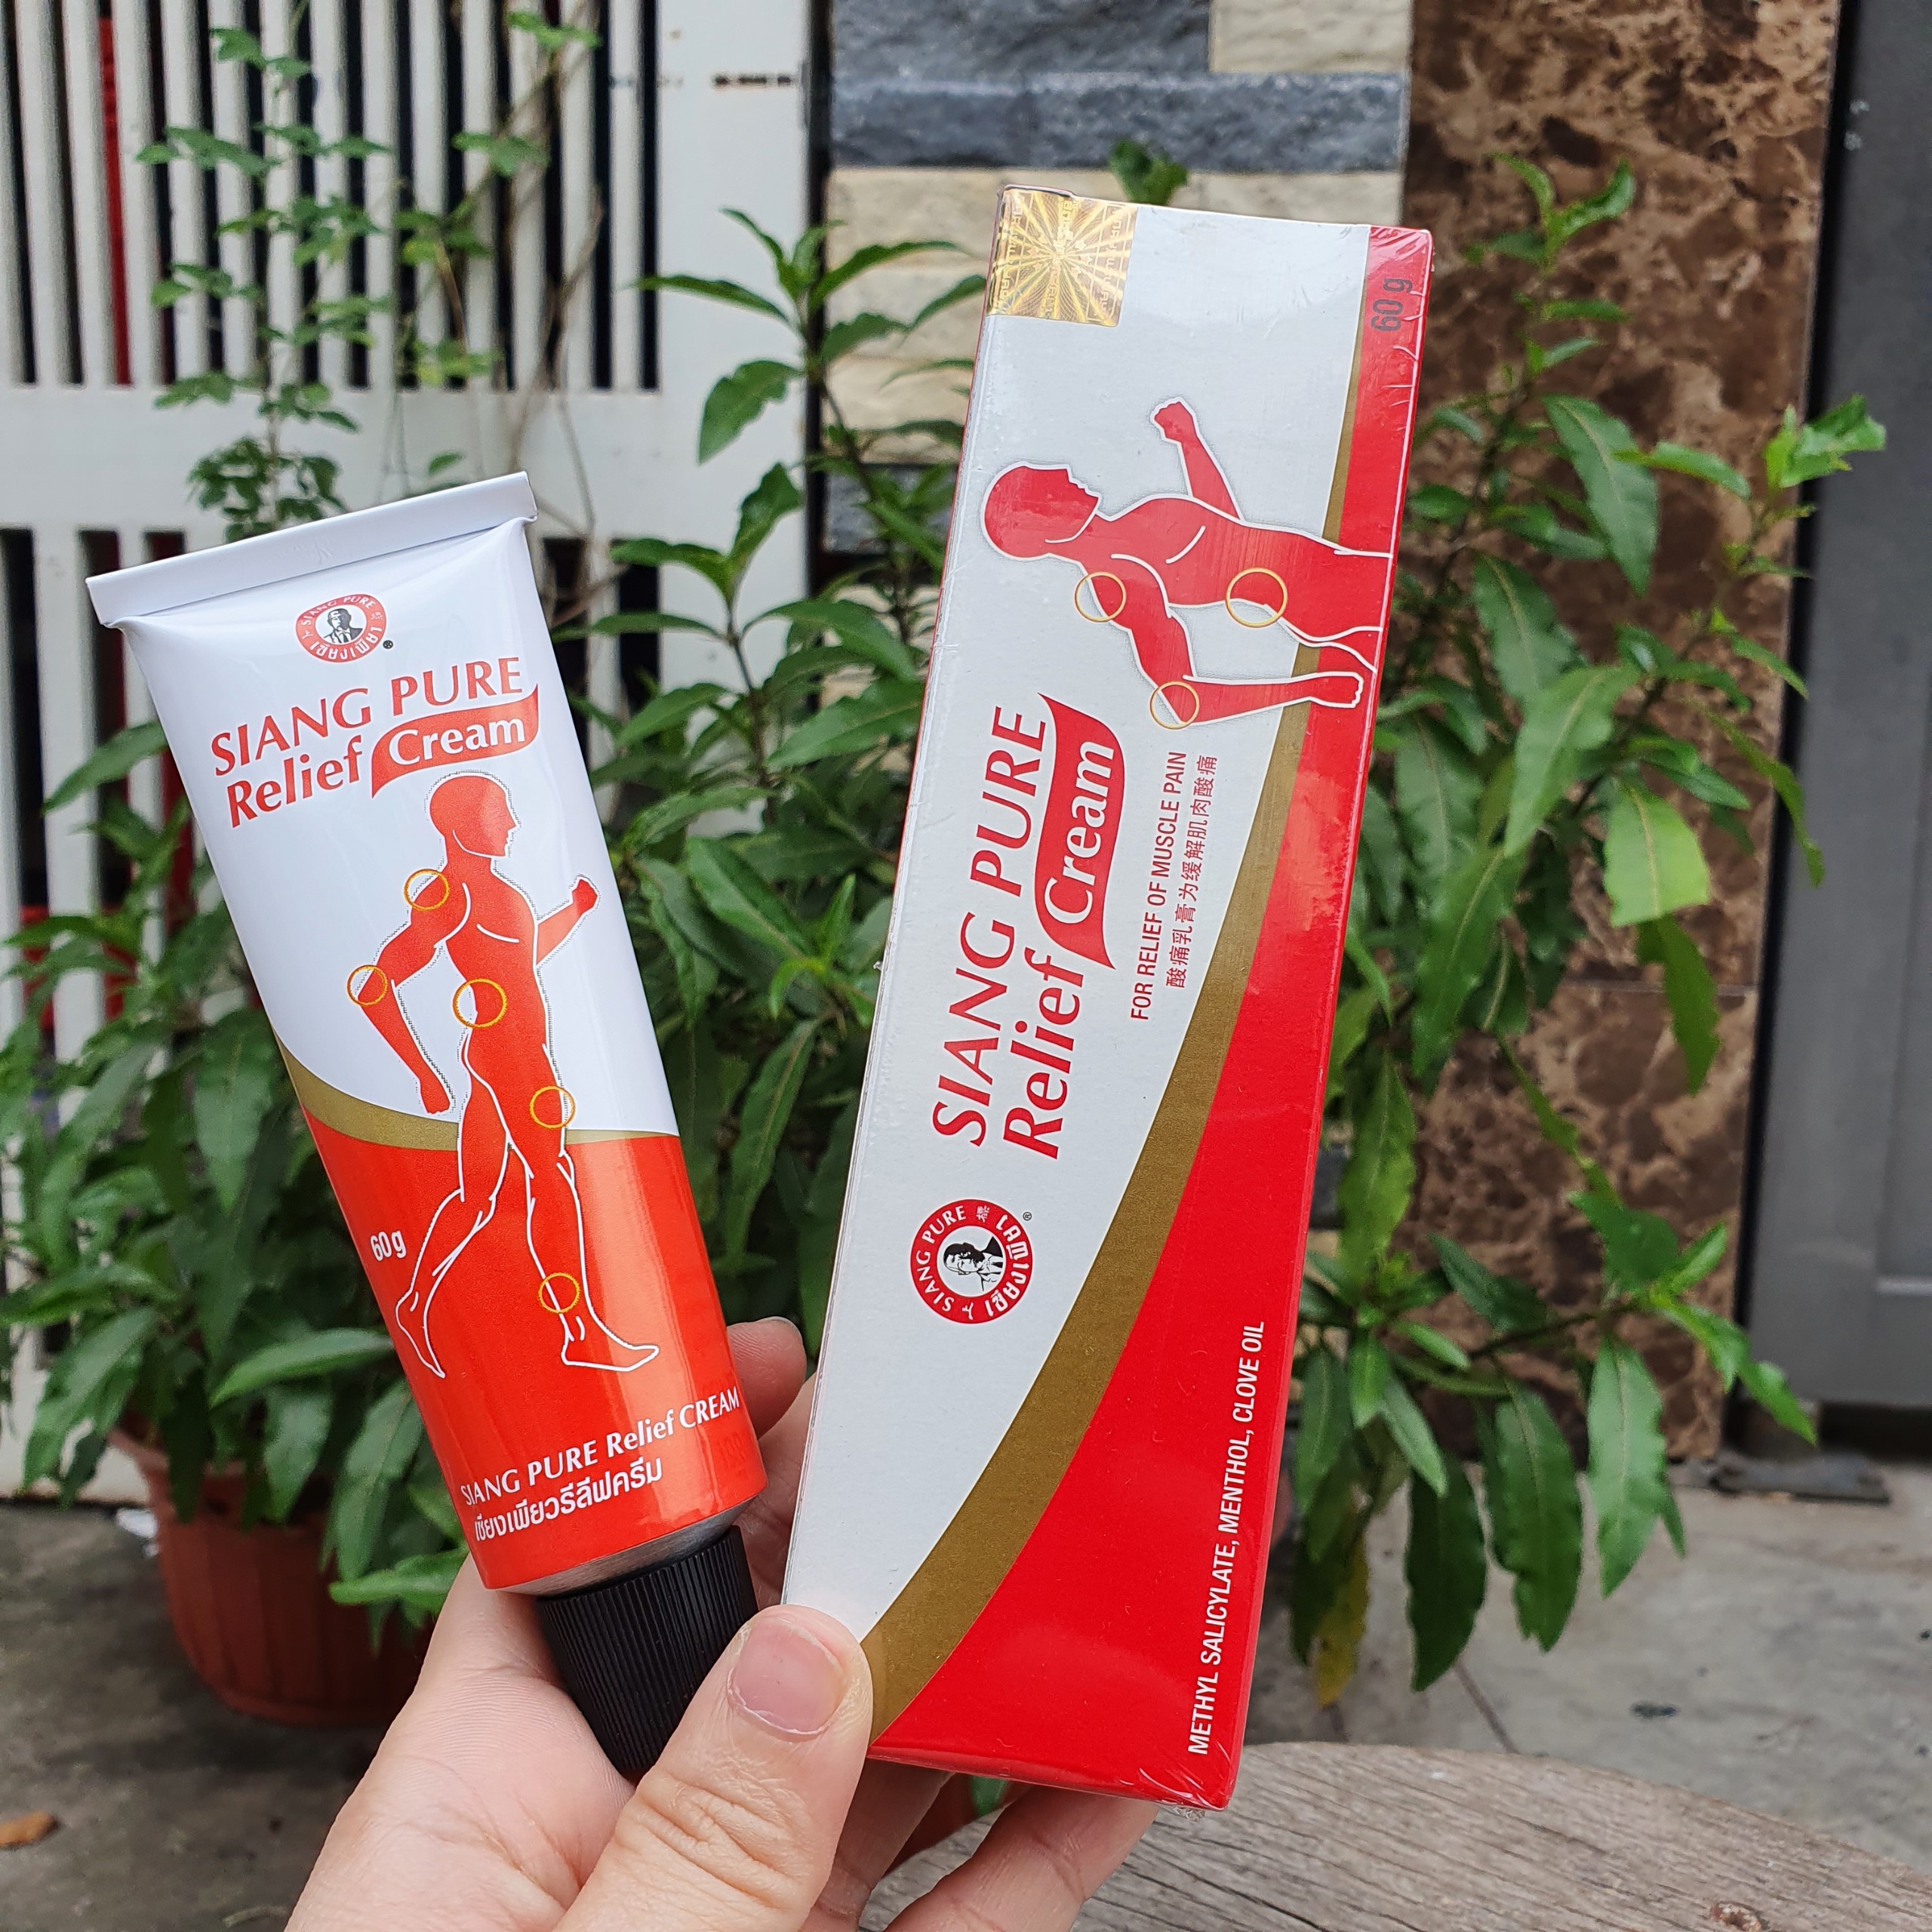 SIANG PURE
เซียงเพียว
SIANG PURE
Relief Cream
60g
SIANG PURE Relief CREAM
เซียงเพียวรีลีฟครีม
60 g
SIANG PURE
Relief Cream
FOR RELIEF OF MUSCLE PAIN
酸痛乳膏为缓解肌肉酸痛
SIANG PURE
METHYL SALICYLATE, MENTHOL, CLOVE OIL